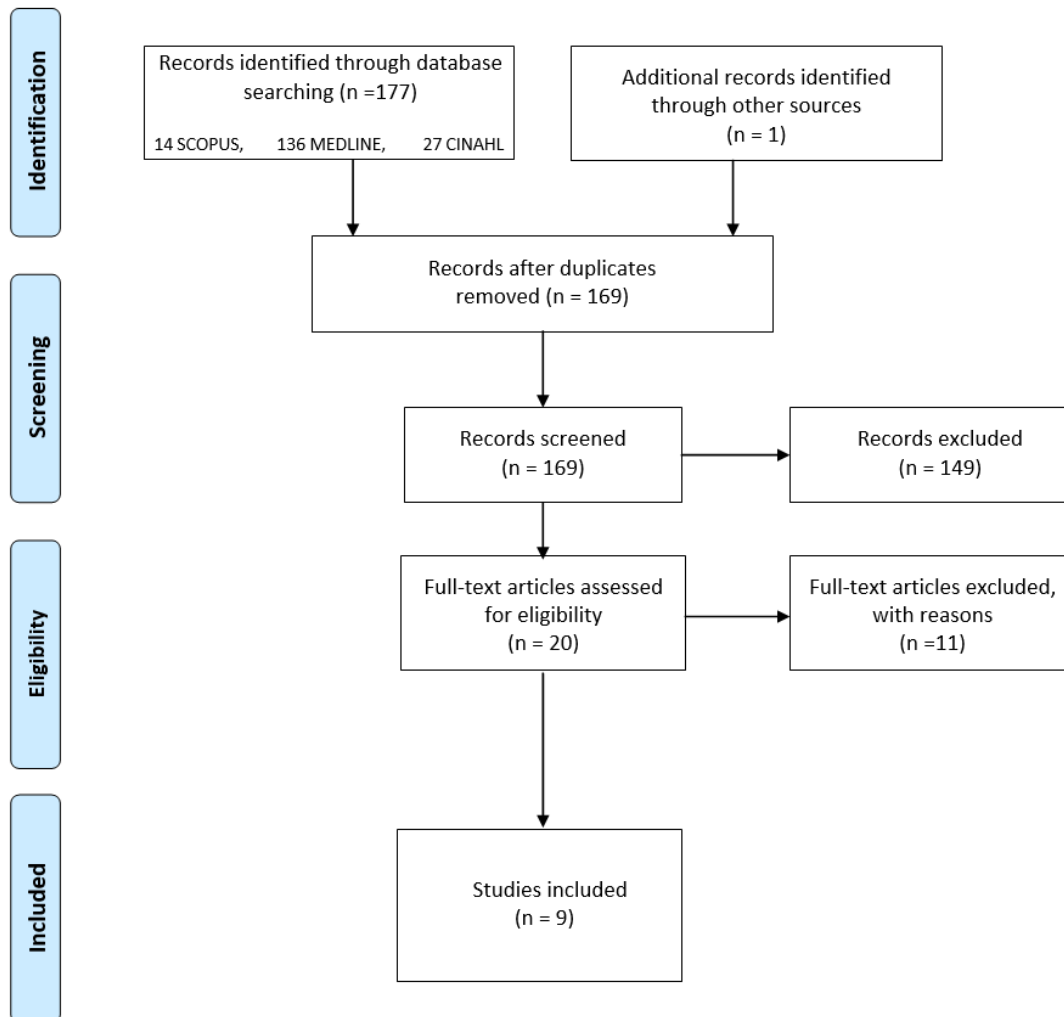 Identification
Records identified through database
searching (n =177)
14 SCOPUS, 136 MEDLINE, 27 CINAHL
Additional records identified
through other sources
(n = 1)
Records after duplicates
removed (n = 169)
Screening
Records screened
(n = 169)
Records excluded
(n = 149)
Eligibility
Full-text articles assessed
for eligibility
(n = 20)
Full-text articles excluded,
with reasons
(n =11)
Included
Studies included
(n = 9)